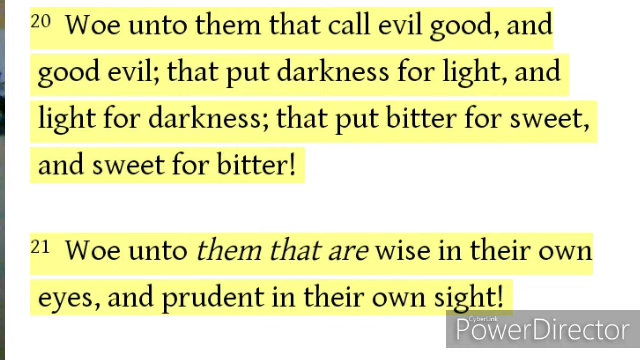 20 Woe unto them that call evil good, and
good evil; that put darkness for light, and
light for darkness; that put bitter for sweet,
and sweet for bitter!
21 Woe unto them that are wise in their own
eyes, and prudent in their own sight!
CyberLink
PowerDirector